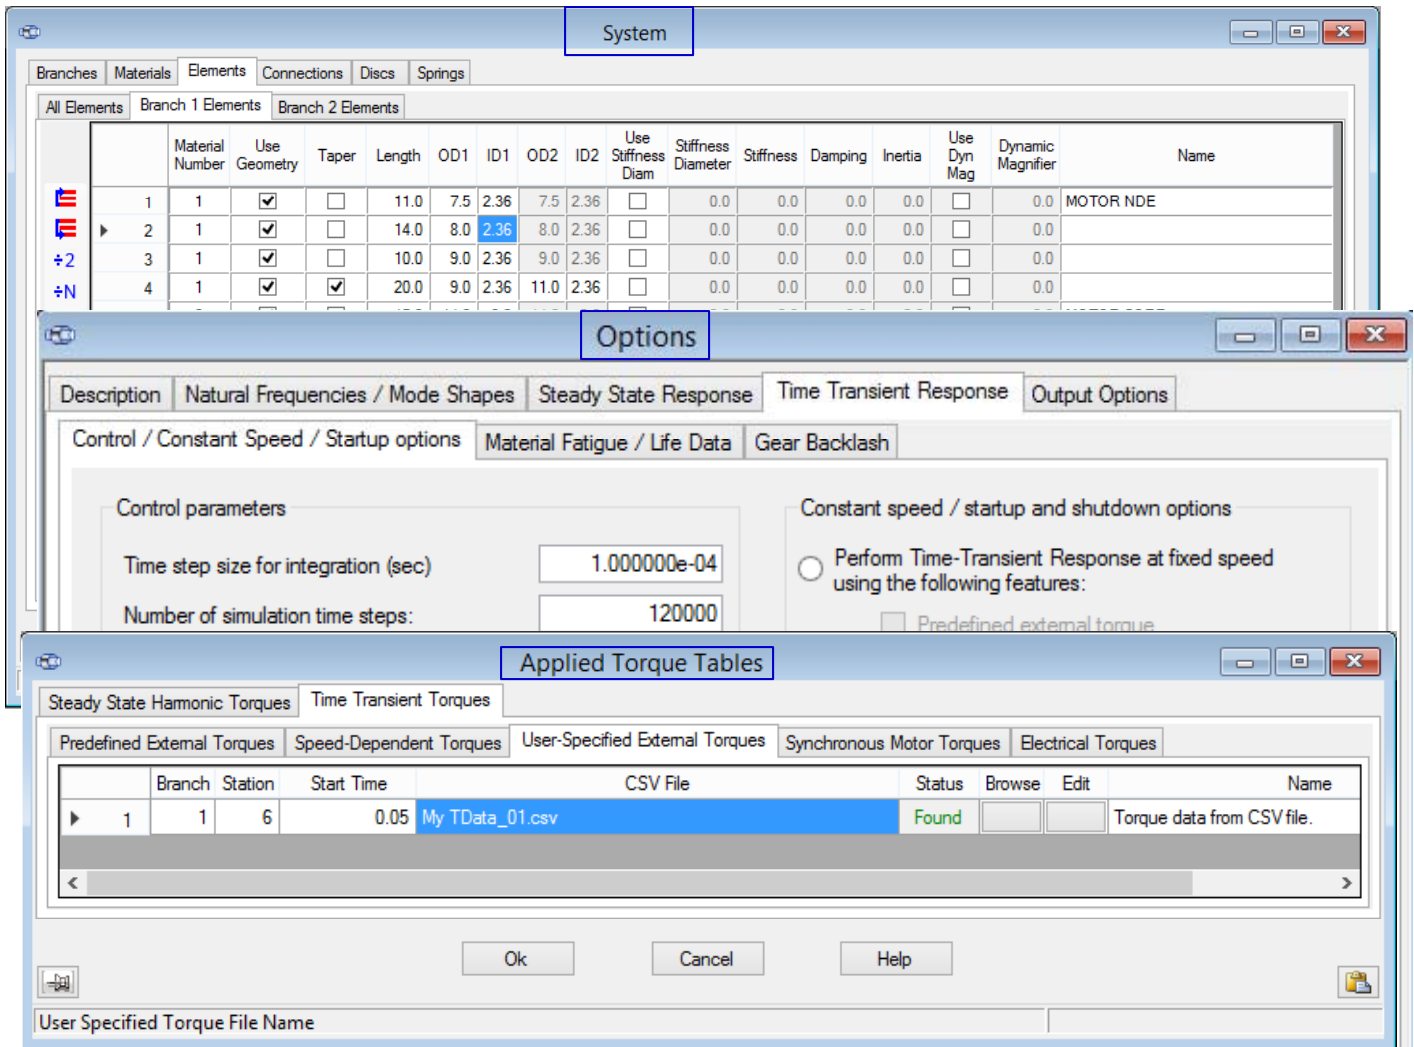 System
Branches Materials Elements Connections Discs Springs
All Elements Branch 1 Elements Branch 2 Elements
Material Number Use Geometry Taper Length OD1 ID1 OD2 ID2 Use Stiffness Diam Stiffness Diameter Stiffness Damping Inertia Use Dyn Mag Dynamic Magnifier Name
1 1 11.0 7.5 2.36 7.5 2.36 0.0 0.0 0.0 0.0 0.0 MOTOR NDE
2 1 14.0 8.0 2.36 8.0 2.36 0.0 0.0 0.0 0.0 0.0
÷2 3 1 10.0 9.0 2.36 9.0 2.36 0.0 0.0 0.0 0.0 0.0
÷N 4 1 20.0 9.0 2.36 11.0 2.36 0.0 0.0 0.0 0.0 0.0
Options
Description Natural Frequencies / Mode Shapes Steady State Response Time Transient Response Output Options
Control / Constant Speed / Startup options Material Fatigue / Life Data Gear Backlash
Control parameters Constant speed / startup and shutdown options
Time step size for integration (sec) 1.000000e-04 Perform Time-Transient Response at fixed speed
using the following features:
Number of simulation time steps: 120000 Predefined external torque
Applied Torque Tables
Steady State Harmonic Torques Time Transient Torques
Predefined External Torques Speed-Dependent Torques User-Specified External Torques Synchronous Motor Torques Electrical Torques
Branch Station Start Time CSV File Status Browse Edit Name
1 1 6 0.05 My TData_01.csv Found Torque data from CSV file.
Ok Cancel Help
User Specified Torque File Name